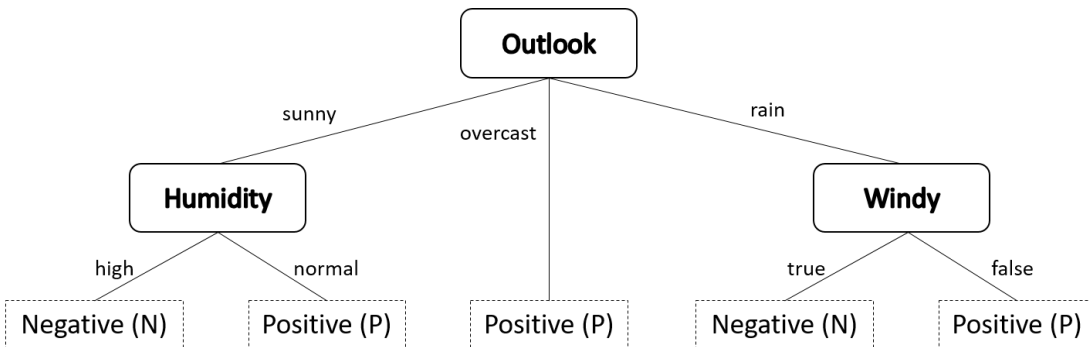 Outlook
sunny
overcast
rain
Humidity
Windy
high
normal
true
false
Negative (N)
Positive (P)
Positive (P)
Negative (N)
Positive (P)